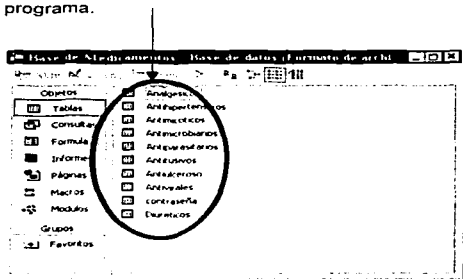 programa.
Base de Medicamentos : Base de datos (Formato de archi
Objetos
Tablas
Consultas
Formula
Informe
Páginas
Macros
Módulos
Grupos
Favoritos
Analgesico
Antihipertensivos
Antimicoticos
Antimicrobianos
Antiparasitarios
Antitusivos
Antiulceroso
Antivirales
contraseña
Diureticos